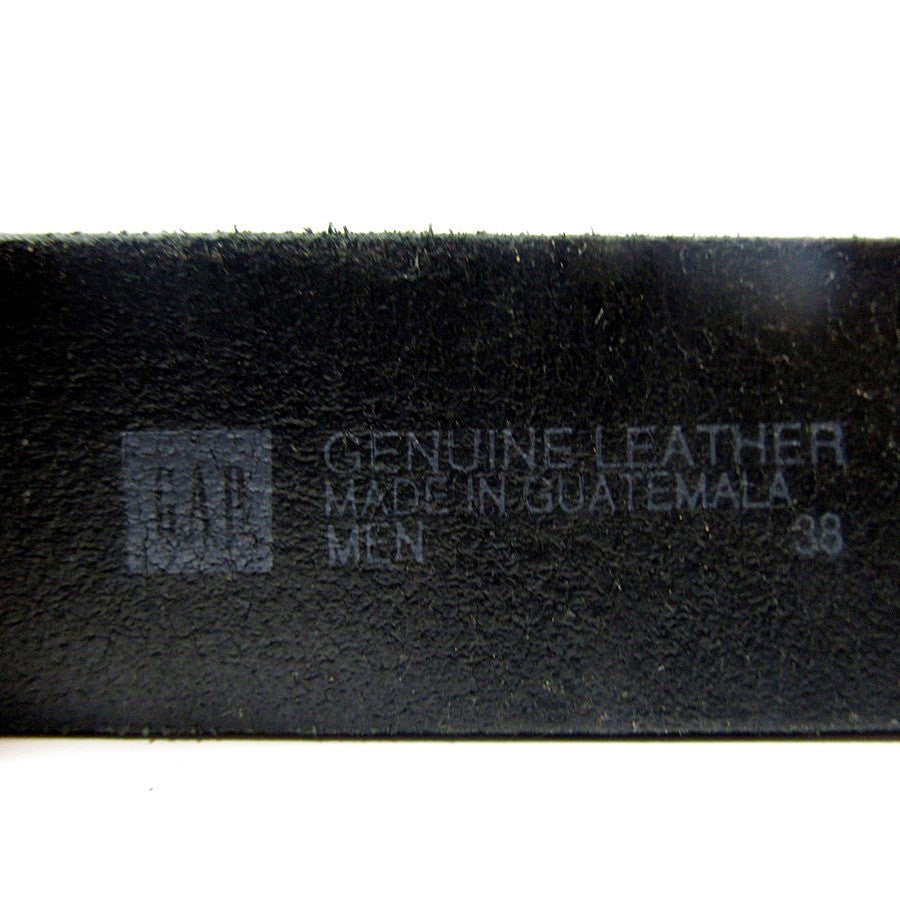 GAP
GENUINE LEATHER
MADE IN GUATEMALA
MEN 38